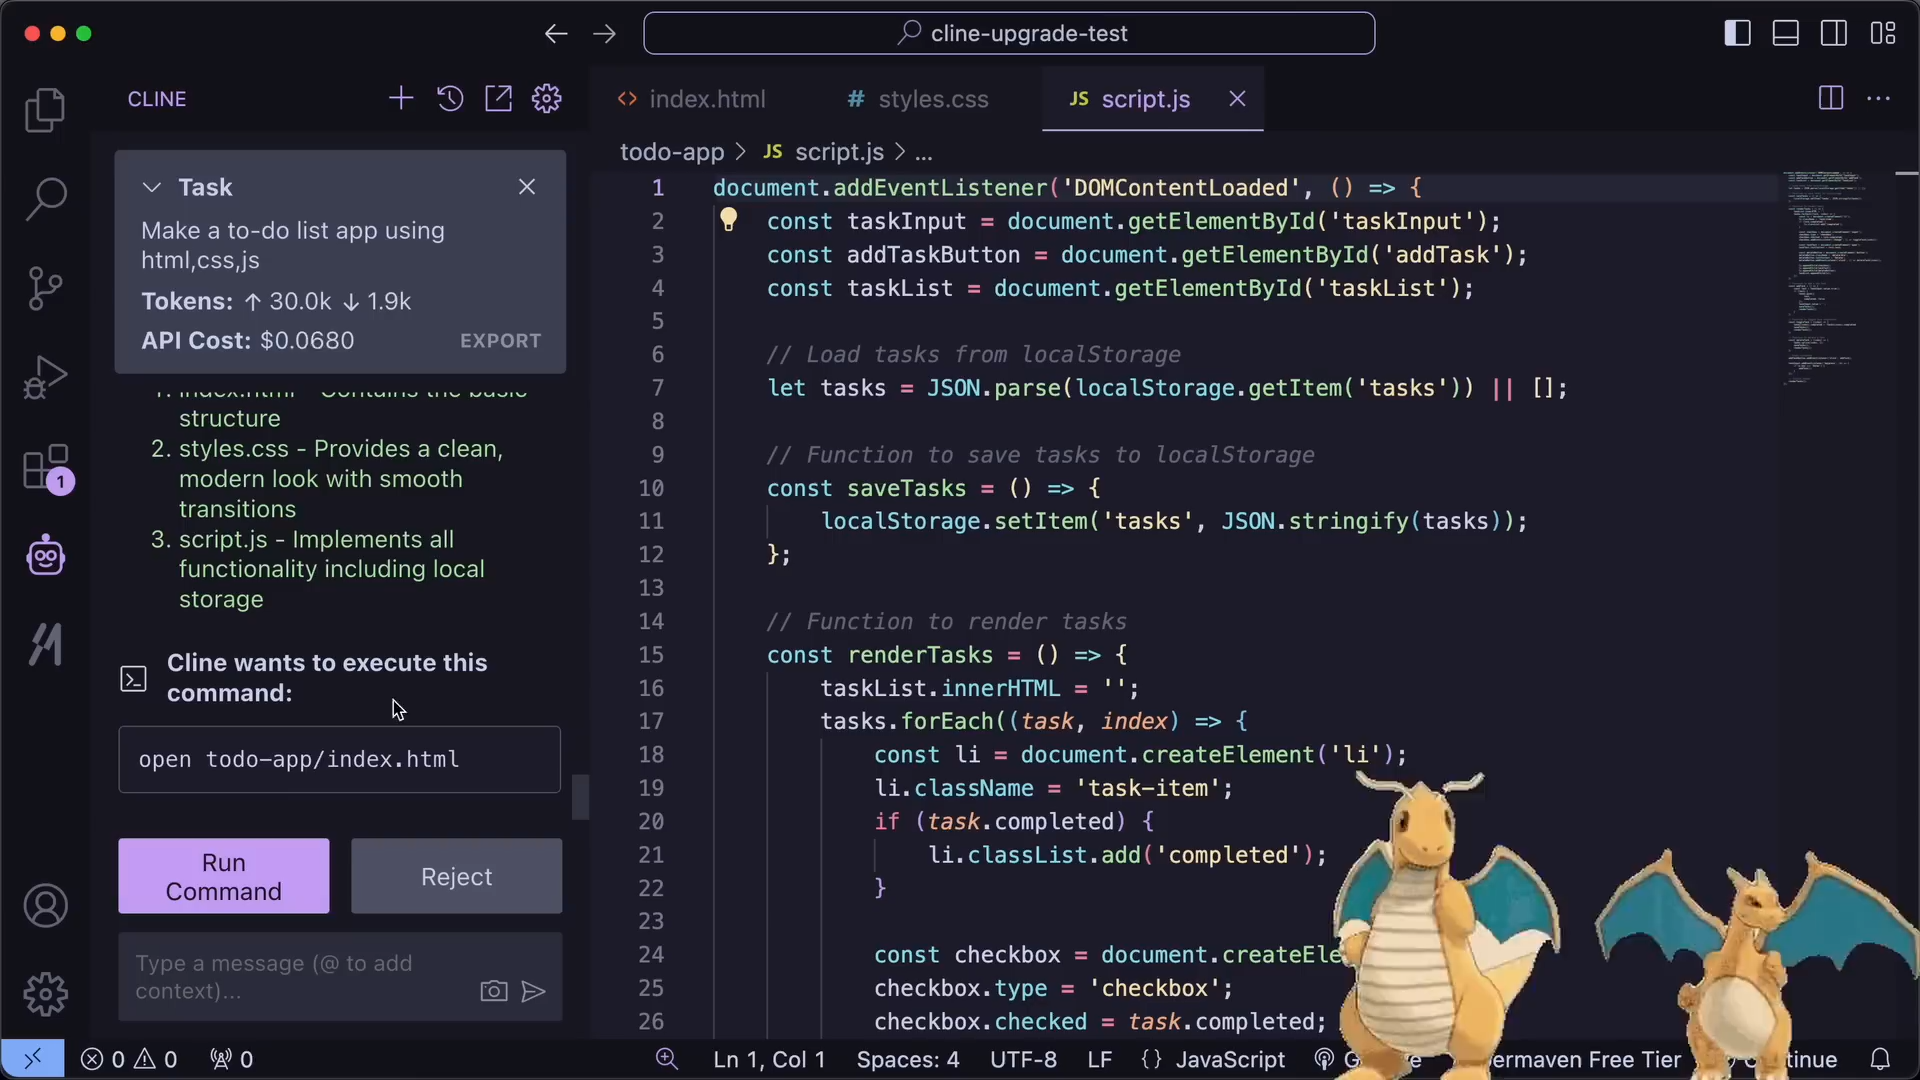 cline-upgrade-test
CLINE
index.html
# styles.css
JS script.js
todo-app > JS script.js > ...
Task
Make a to-do list app using
html,css,js
Tokens: ↑ 30.0k ↓ 1.9k
API Cost: $0.0680
EXPORT
1. index.html - Contains the basic
structure
2. styles.css - Provides a clean,
modern look with smooth
transitions
3. script.js - Implements all
functionality including local
storage
1
Cline wants to execute this
command:
open todo-app/index.html
Run
Command
Reject
Type a message (@ to add
context)...
1 document.addEventListener('DOMContentLoaded', () => {
2 const taskInput = document.getElementById('taskInput');
3 const addTaskButton = document.getElementById('addTask');
4 const taskList = document.getElementById('taskList');
5
6 // Load tasks from localStorage
7 let tasks = JSON.parse(localStorage.getItem('tasks')) || [];
8
9 // Function to save tasks to localStorage
10 const saveTasks = () => {
11 localStorage.setItem('tasks', JSON.stringify(tasks));
12 };
13
14 // Function to render tasks
15 const renderTasks = () => {
16 taskList.innerHTML = '';
17 tasks.forEach((task, index) => {
18 const li = document.createElement('li');
19 li.className = 'task-item';
20 if (task.completed) {
21 li.classList.add('completed');
22 }
23
24 const checkbox = document.createEle
25 checkbox.type = 'checkbox';
26 checkbox.checked = task.completed;
0 0 0
Ln 1, Col 1 Spaces: 4 UTF-8 LF {} JavaScript ermaven Free Tier